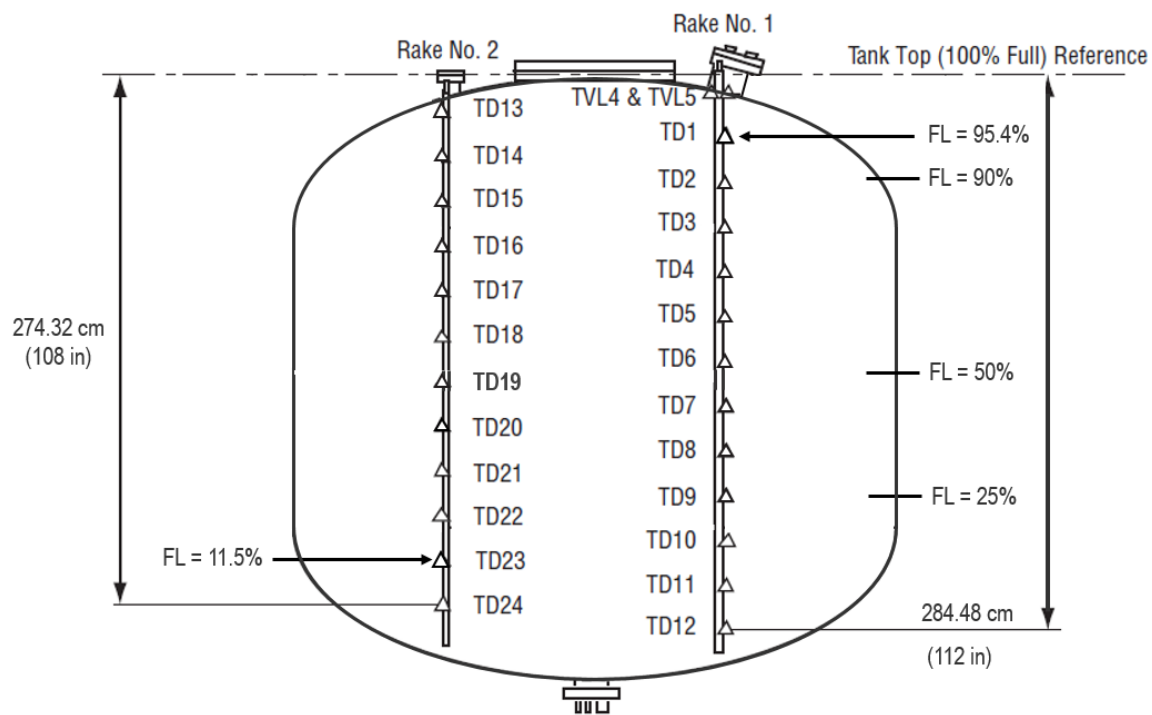 Rake No. 1
Rake No. 2
Tank Top (100% Full) Reference
TVL4 & TVL5
TD13
TD1
FL = 95.4%
TD14
TD2
FL = 90%
TD15
TD3
TD16
TD4
TD17
TD5
274.32 cm
(108 in)
TD18
TD6
TD19
FL = 50%
TD7
TD20
TD8
TD21
TD9
FL = 25%
TD22
TD10
FL = 11.5%
TD23
TD11
TD24
284.48 cm
(112 in)
TD12